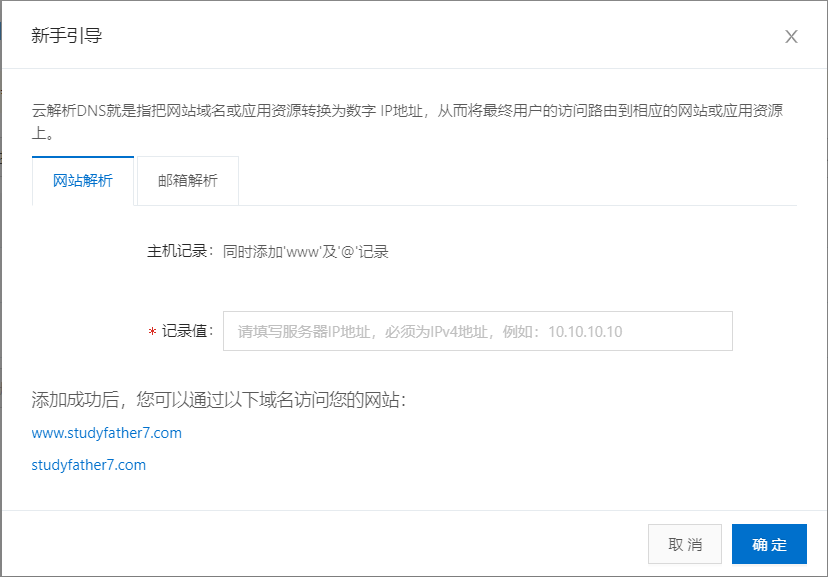 新手引导
X
云解析DNS就是指把网站域名或应用资源转换为数字 IP地址，从而将最终用户的访问路由到相应的网站或应用资源
上。
网站解析 邮箱解析
主机记录： 同时添加'www'及'@'记录
* 记录值： 请填写服务器IP地址，必须为IPv4地址，例如：10.10.10.10
添加成功后，您可以通过以下域名访问您的网站：
www.studyfather7.com
studyfather7.com
取消 确定